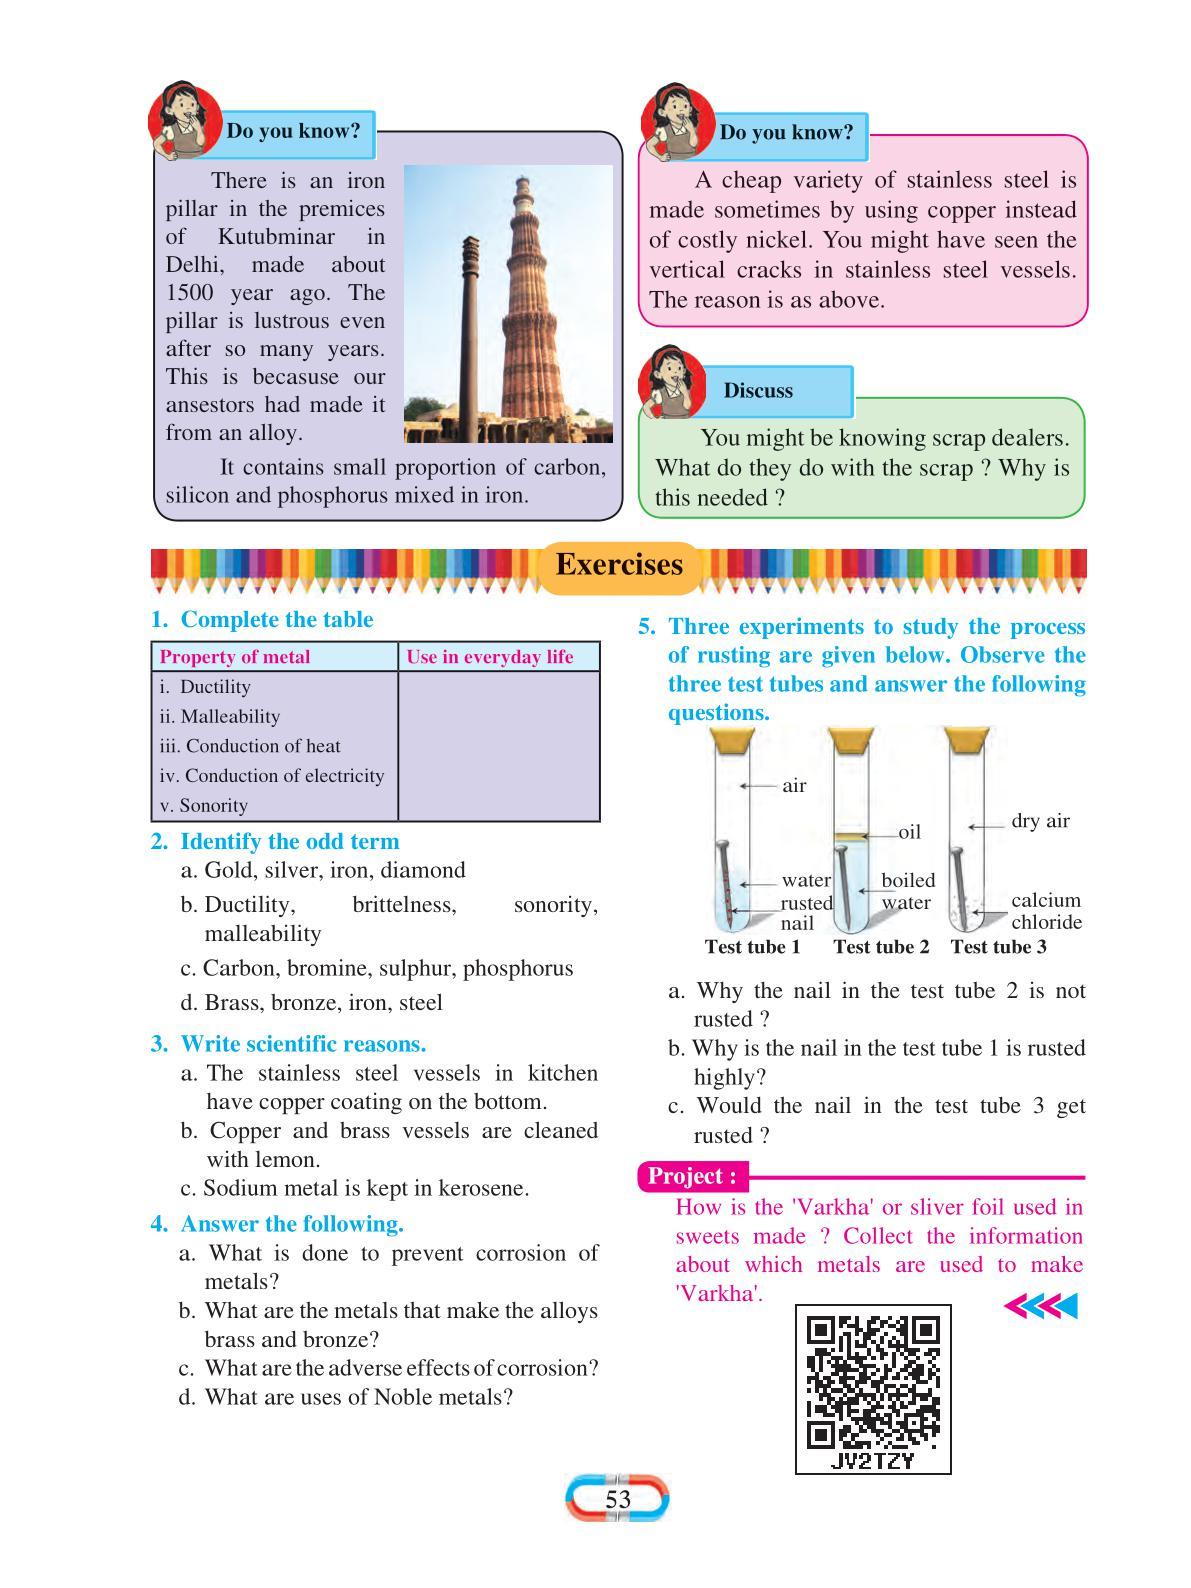 Do you know?
There is an iron
pillar in the premices
of Kutubminar in
Delhi, made about
1500 year ago. The
pillar is lustrous even
after so many years.
This is becasuse our
ansestors had made it
from an alloy.
It contains small proportion of carbon,
silicon and phosphorus mixed in iron.
Do you know?
A cheap variety of stainless steel is
made sometimes by using copper instead
of costly nickel. You might have seen the
vertical cracks in stainless steel vessels.
The reason is as above.
Discuss
You might be knowing scrap dealers.
What do they do with the scrap ? Why is
this needed ?
Exercises
1. Complete the table
Property of metal
Use in everyday life
i. Ductility
ii. Malleability
iii. Conduction of heat
iv. Conduction of electricity
v. Sonority
2. Identify the odd term
a. Gold, silver, iron, diamond
b. Ductility, brittelness, sonority,
malleability
c. Carbon, bromine, sulphur, phosphorus
d. Brass, bronze, iron, steel
3. Write scientific reasons.
a. The stainless steel vessels in kitchen
have copper coating on the bottom.
b. Copper and brass vessels are cleaned
with lemon.
c. Sodium metal is kept in kerosene.
4. Answer the following.
a. What is done to prevent corrosion of
metals?
b. What are the metals that make the alloys
brass and bronze?
c. What are the adverse effects of corrosion?
d. What are uses of Noble metals?
5. Three experiments to study the process
of rusting are given below. Observe the
three test tubes and answer the following
questions.
air
water
rusted
nail
Test tube 1
oil
boiled
water
Test tube 2
dry air
calcium
chloride
Test tube 3
a. Why the nail in the test tube 2 is not
rusted ?
b. Why is the nail in the test tube 1 is rusted
highly?
c. Would the nail in the test tube 3 get
rusted ?
Project :
How is the 'Varkha' or sliver foil used in
sweets made ? Collect the information
about which metals are used to make
'Varkha'.
JV2TZY
53